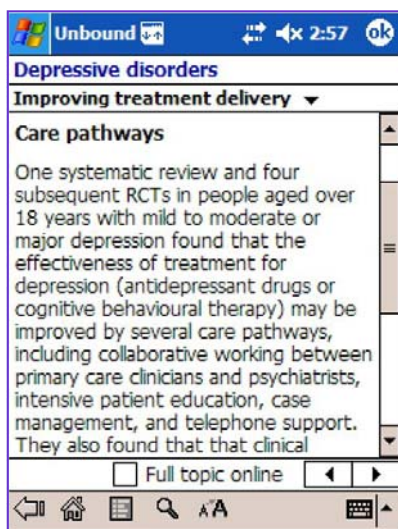 Unbound 2:57 ok
Depressive disorders
Improving treatment delivery
Care pathways
One systematic review and four
subsequent RCTs in people aged over
18 years with mild to moderate or
major depression found that the
effectiveness of treatment for
depression (antidepressant drugs or
cognitive behavioural therapy) may be
improved by several care pathways,
including collaborative working between
primary care clinicians and psychiatrists,
intensive patient education, case
management, and telephone support.
They also found that that clinical
Full topic online
AA